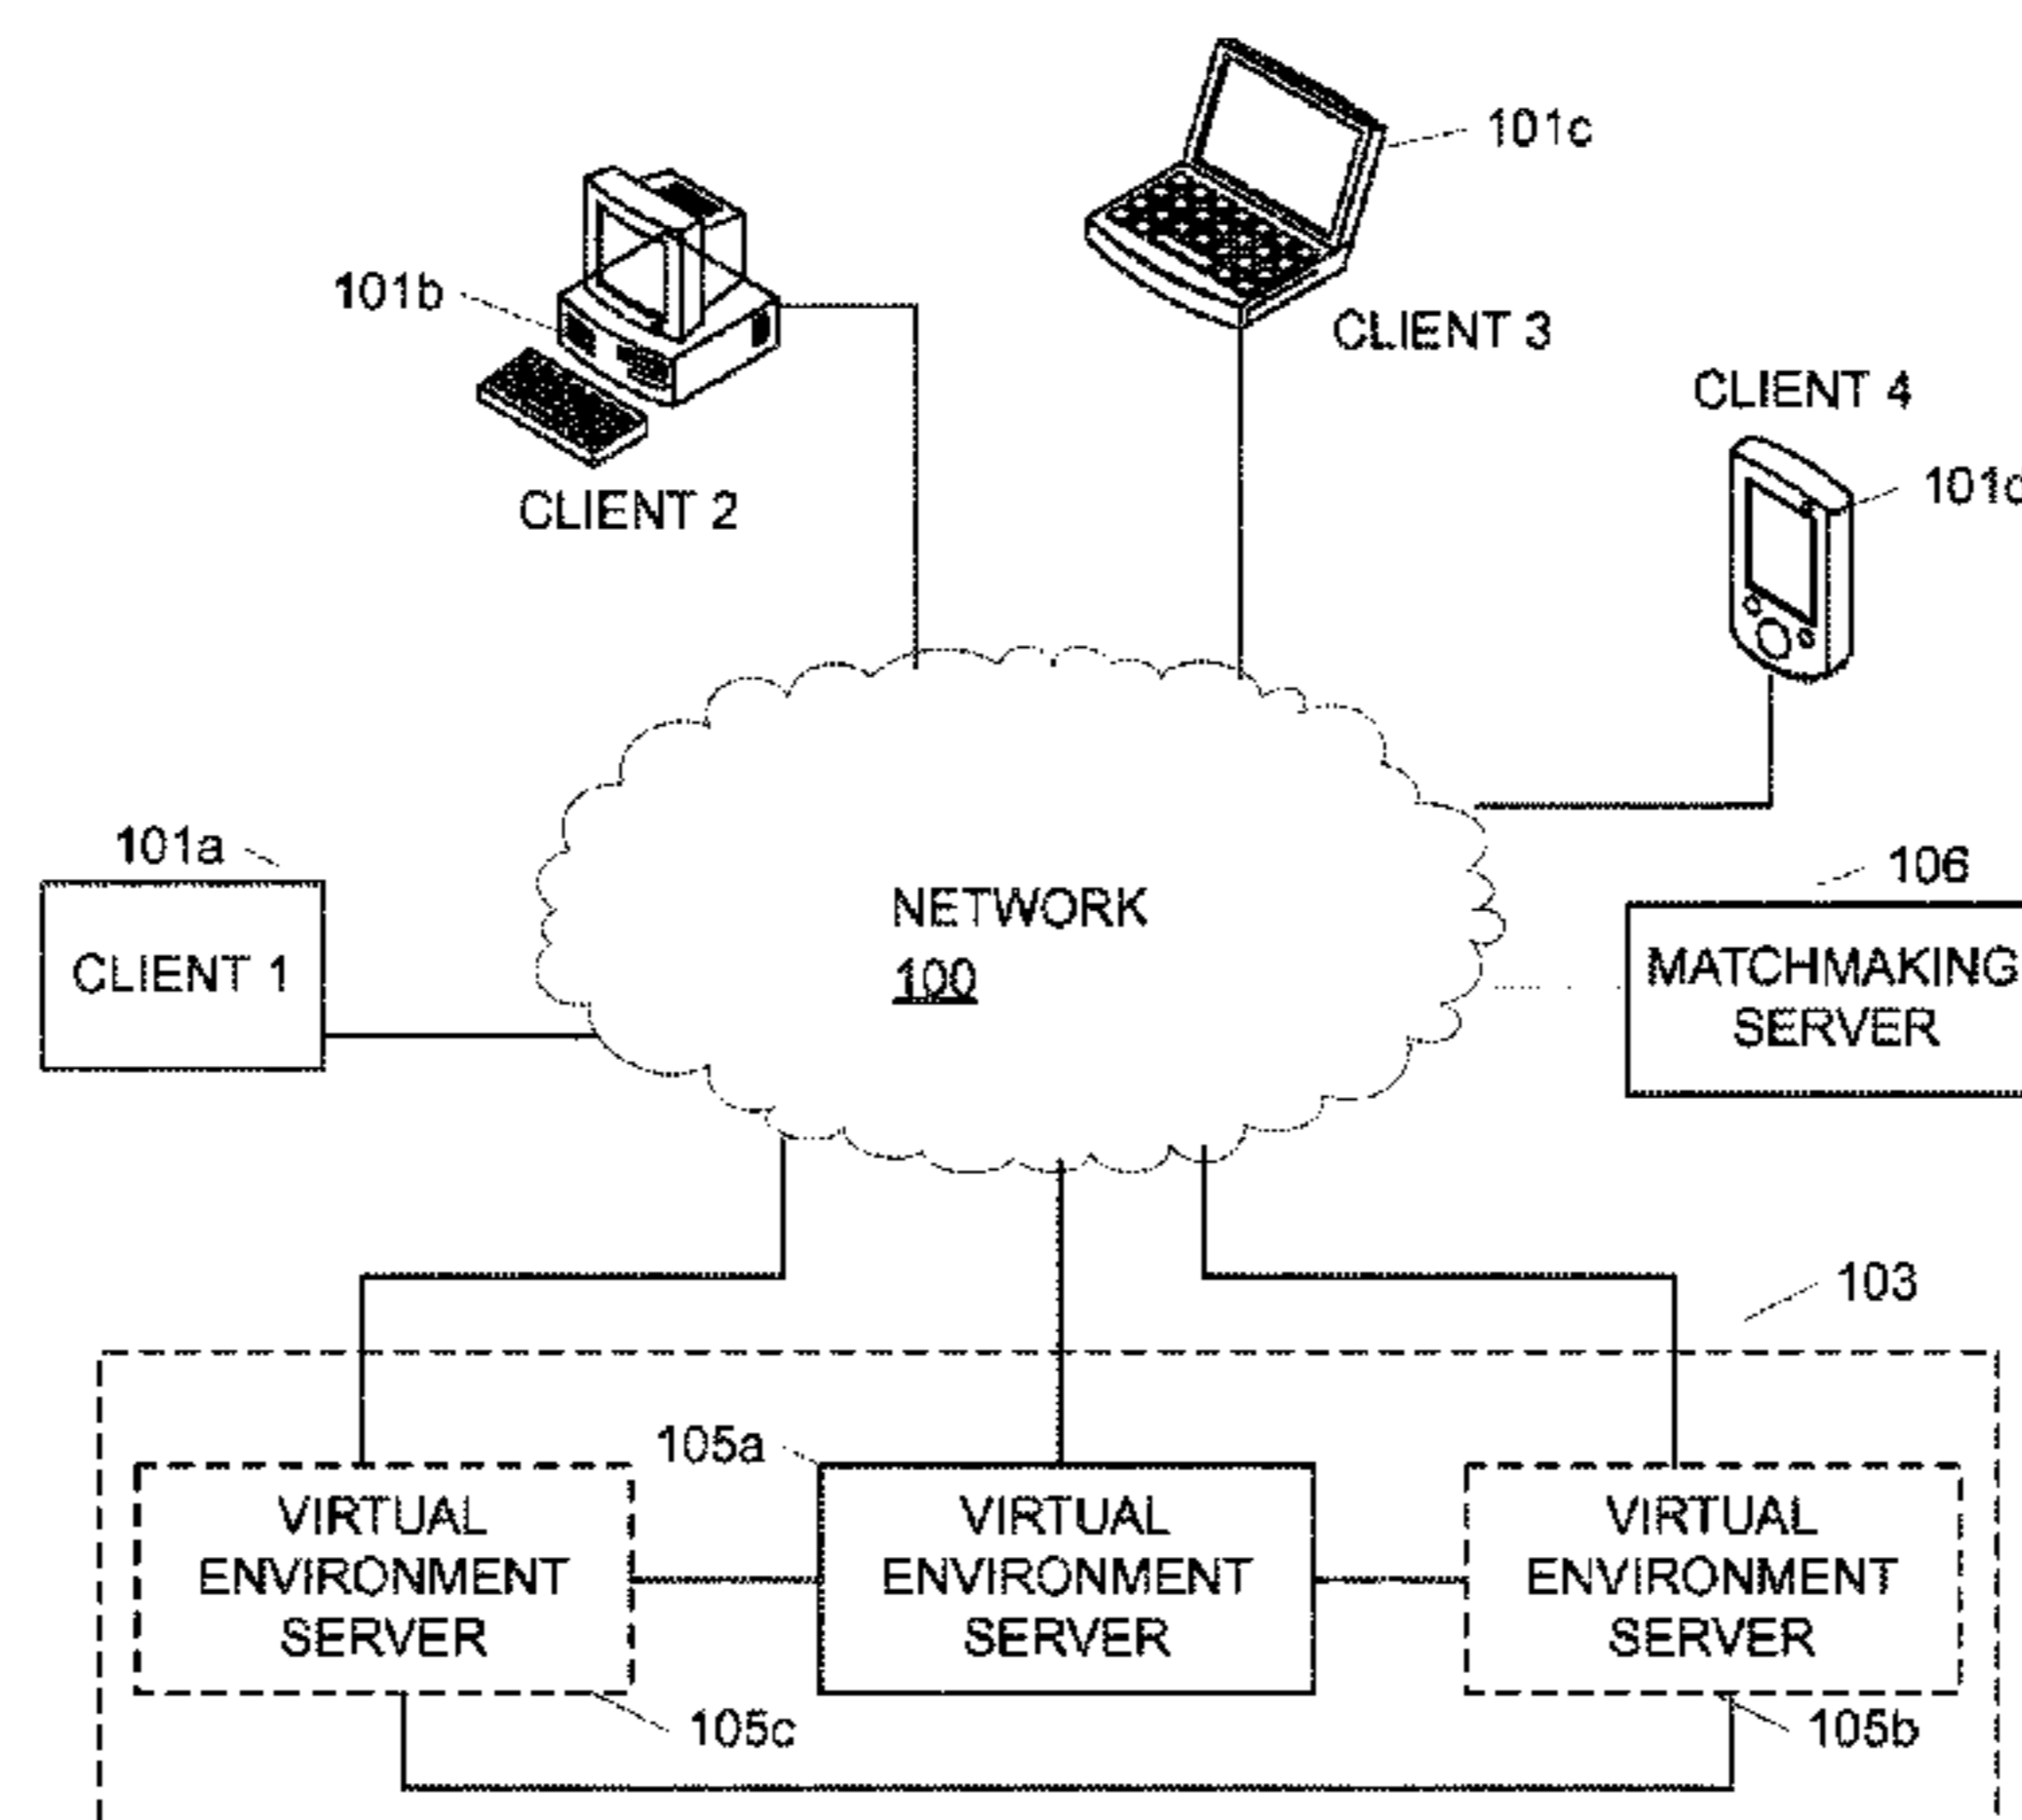 101c
101b
CLIENT 3
CLIENT 4
101d
CLIENT 2
101a
106
NETWORK
100
CLIENT 1
MATCHMAKING
SERVER
103
105a
VIRTUAL
ENVIRONMENT
SERVER
VIRTUAL
ENVIRONMENT
SERVER
VIRTUAL
ENVIRONMENT
SERVER
105c
105b